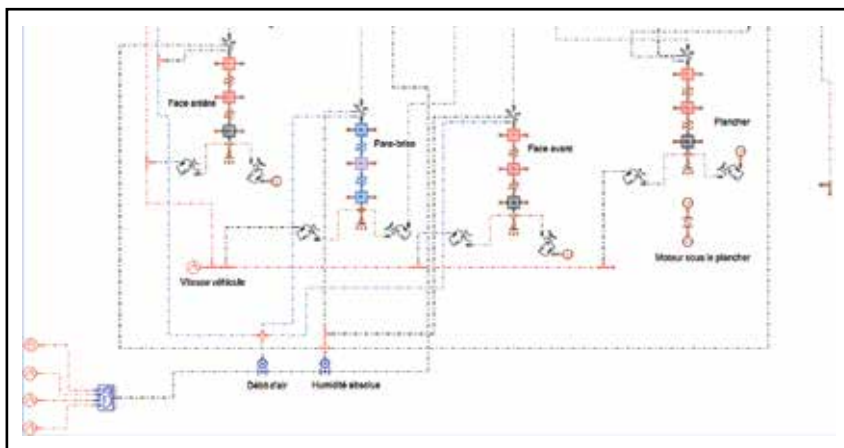 Face arrière
Pare-brise
Face avant
Plancher
Vitesse véhicule
Moteur sous le plancher
Débit d'air
Humidité absolue